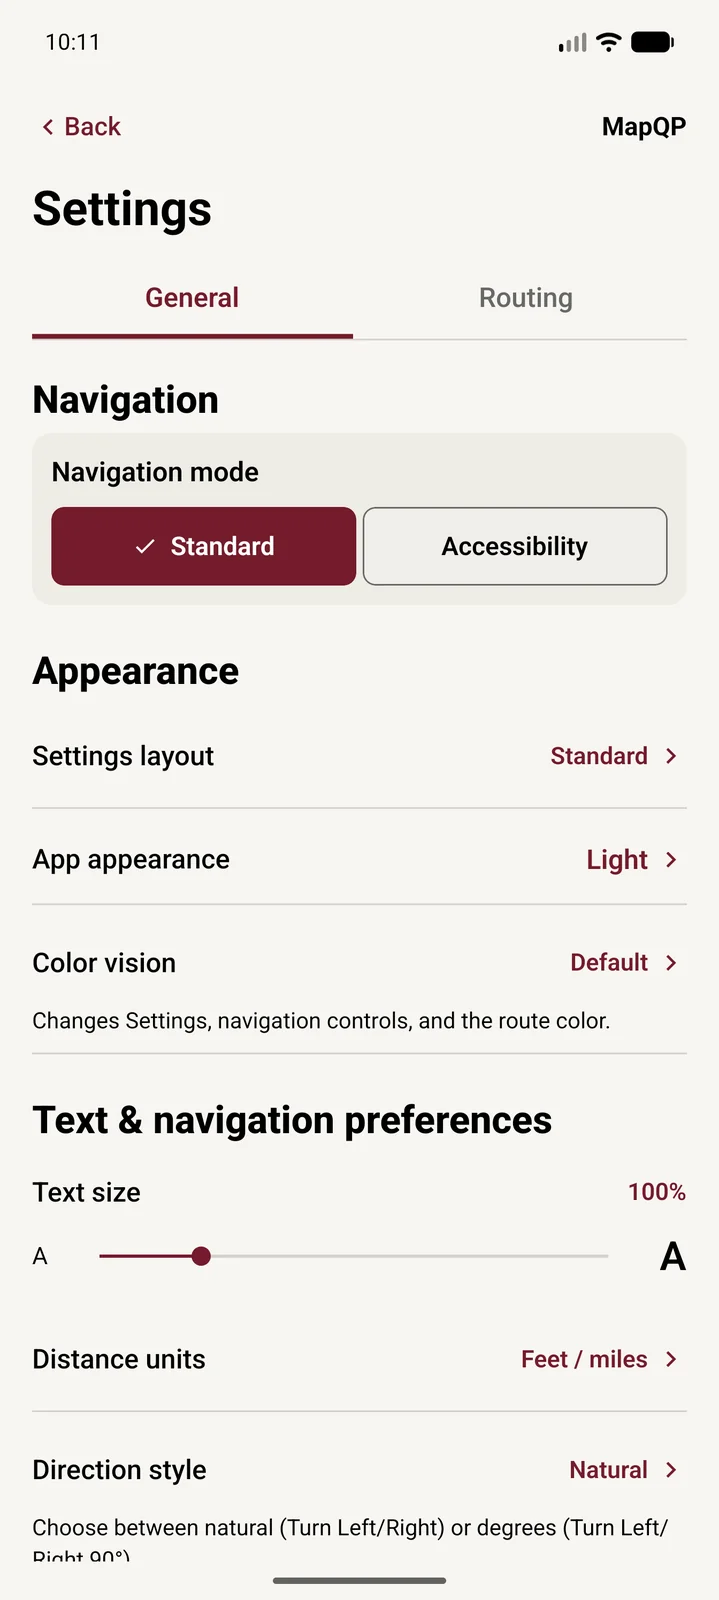 10:11
Back
MapQP
Settings
General
Routing
Navigation
Navigation mode
Standard
Accessibility
Appearance
Settings layout
Standard
App appearance
Light
Color vision
Default
Changes Settings, navigation controls, and the route color.
Text & navigation preferences
Text size
100%
A
A
Distance units
Feet / miles
Direction style
Natural
Choose between natural (Turn Left/Right) or degrees (Turn Left/
Right 90°)